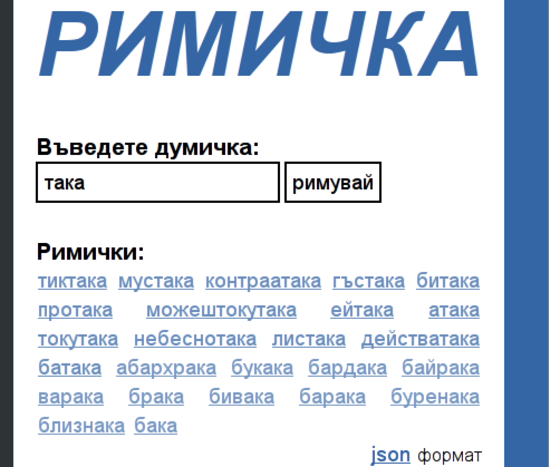 РИМИЧКА
Въведете думичка:
така римувай
Римички:
тиктака мустака контраатака гъстака битака
протака можештокутака ейтака атака
токутака небеснотака листака действатака
батака абархрака букака бардака байрака
варака брака бивака барака буренака
близнака бака
json формат